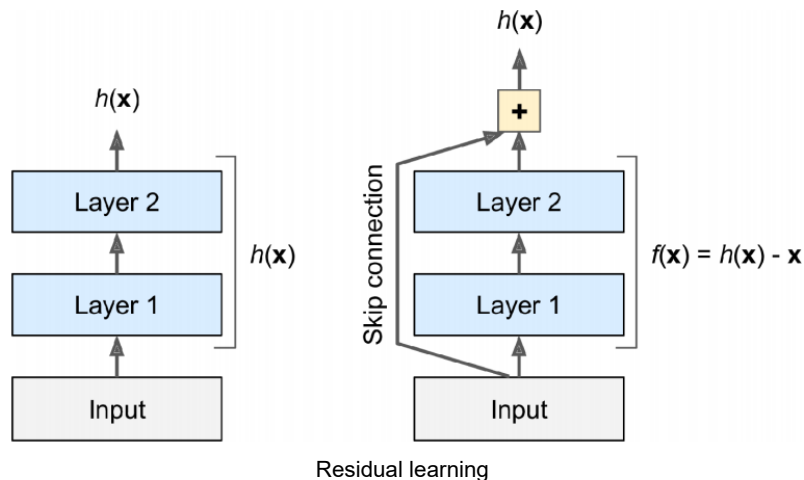 h(x)
Layer 2
Layer 1
h(x)
Input
h(x)
+
Skip connection
Layer 2
Layer 1
f(x) = h(x) - x
Input
Residual learning